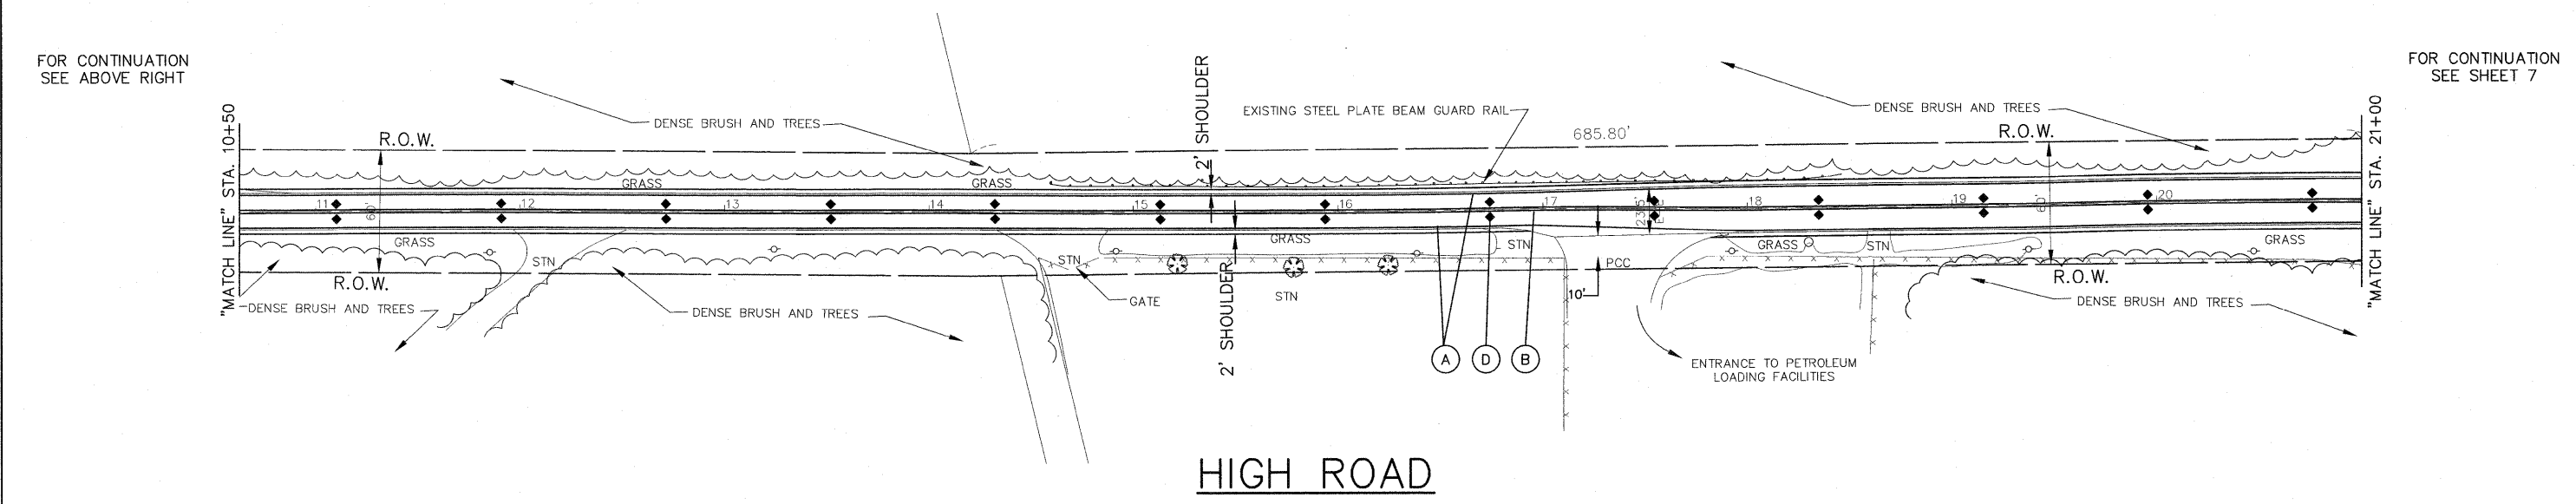 FOR CONTINUATION
SEE ABOVE RIGHT
"MATCH LINE" STA. 10+50
R.O.W.
60'
R.O.W.
DENSE BRUSH AND TREES
GRASS
GRASS
GRASS
11
12
13
14
15
16
17
18
19
20
STN
DENSE BRUSH AND TREES
DENSE BRUSH AND TREES
2' SHOULDER
2' SHOULDER
EXISTING STEEL PLATE BEAM GUARD RAIL
685.80'
GRASS
STN
GATE
STN
STN
PCC
10'
A
D
B
GRASS
STN
ENTRANCE TO PETROLEUM
LOADING FACILITIES
DENSE BRUSH AND TREES
R.O.W.
60'
R.O.W.
GRASS
DENSE BRUSH AND TREES
"MATCH LINE" STA. 21+00
FOR CONTINUATION
SEE SHEET 7
HIGH ROAD